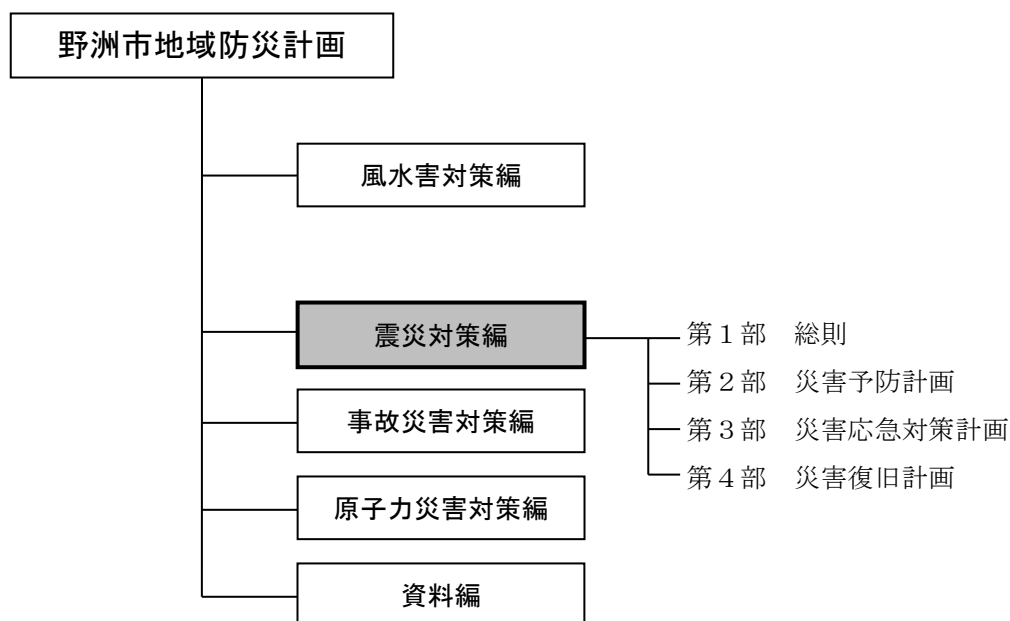 野洲市地域防災計画
風水害対策編
震災対策編
第１部　総則
第２部　災害予防計画
第３部　災害応急対策計画
第４部　災害復旧計画
事故災害対策編
原子力災害対策編
資料編